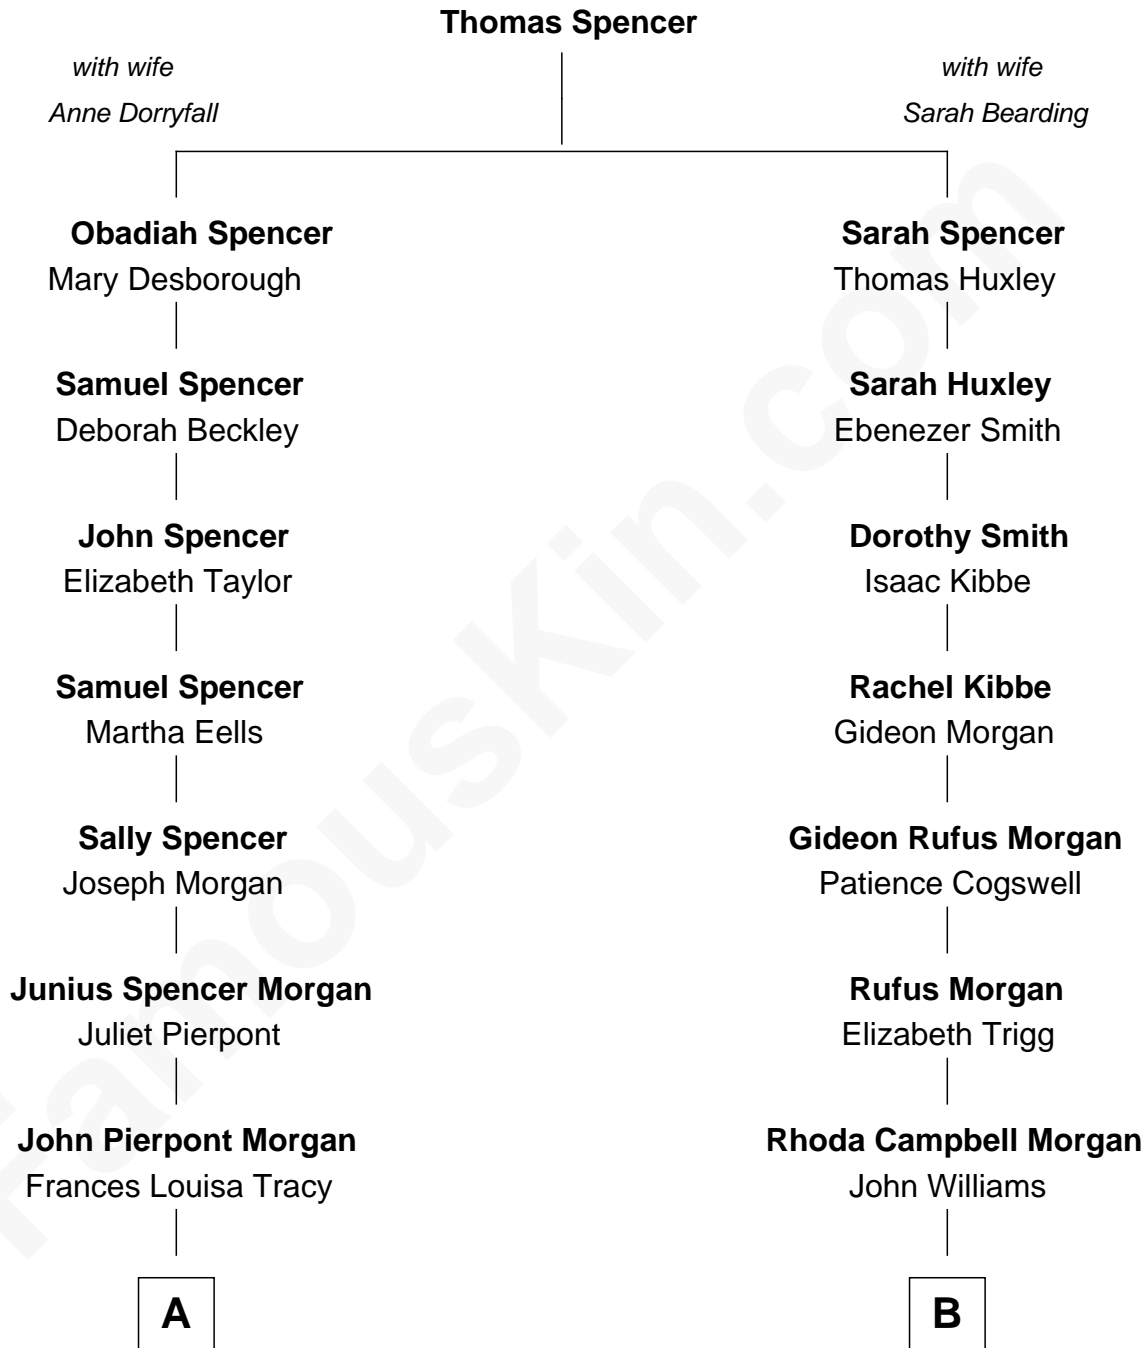 Thomas Spencer
with wife
Anne Dorryfall
with wife
Sarah Bearding
Obadiah Spencer
Mary Desborough
Sarah Spencer
Thomas Huxley
Samuel Spencer
Deborah Beckley
Sarah Huxley
Ebenezer Smith
John Spencer
Elizabeth Taylor
Dorothy Smith
Isaac Kibbe
Samuel Spencer
Martha Eells
Rachel Kibbe
Gideon Morgan
Sally Spencer
Joseph Morgan
Gideon Rufus Morgan
Patience Cogswell
Junius Spencer Morgan
Juliet Pierpont
Rufus Morgan
Elizabeth Trigg
John Pierpont Morgan
Frances Louisa Tracy
Rhoda Campbell Morgan
John Williams
A
B
FamousKin.com